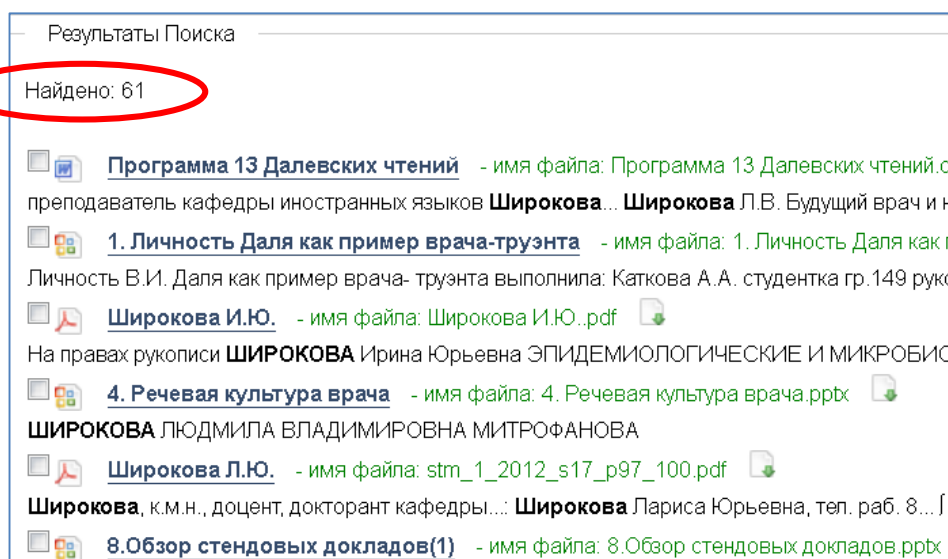 Результаты Поиска
Найдено: 61
Программа 13 Далевских чтений - имя файла: Программа 13 Далевских чтений.
преподаватель кафедры иностранных языков Широкова... Широкова Л.В. Будущий врач и
1. Личность Даля как пример врача-труэнта - имя файла: 1. Личность Даля как
Личность В.И. Даля как пример врача- труэнта выполнила: Каткова А.А. студентка гр.149
Широкова И.Ю. - имя файла: Широкова И.Ю..pdf
На правах рукописи ШИРОКОВА Ирина Юрьевна ЭПИДЕМИОЛОГИЧЕСКИЕ И
4. Речевая культура врача - имя файла: 4. Речевая культура врача.pptx
ШИРОКОВА ЛЮДМИЛА ВЛАДИМИРОВНА МИТРОФАНОВА
Широкова Л.Ю. - имя файла: stm_1_2012_s17_p97_100.pdf
Широкова, к.м.н., доцент, докторант кафедры...: Широкова Лариса Юрьевна, тел. раб. 8...
8.Обзор стендовых докладов(1) - имя файла: 8.Обзор стендовых докладов.pptx